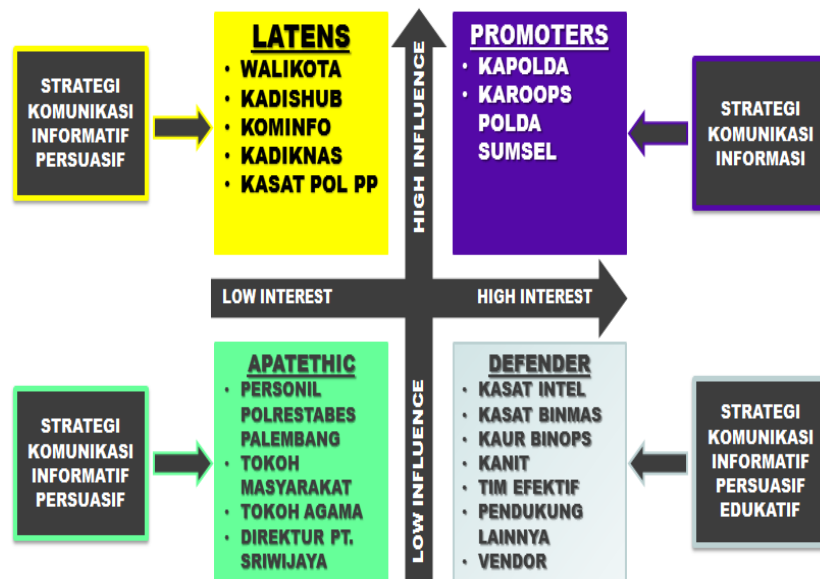 STRATEGI
KOMUNIKASI
INFORMATIF
PERSUASIF
LATENS
• WALIKOTA
• KADISHUB
• KOMINFO
• KADIKNAS
• KASAT POL PP
HIGH INFLUENCE
PROMOTERS
• KAPOLDA
• KAROOPS
POLDA
SUMSEL
STRATEGI
KOMUNIKASI
INFORMASI
LOW INTEREST
HIGH INTEREST
STRATEGI
KOMUNIKASI
INFORMATIF
PERSUASIF
APATETHIC
• PERSONIL
POLRESTABES
PALEMBANG
• TOKOH
MASYARAKAT
• TOKOH AGAMA
• DIREKTUR PT.
SRIWIJAYA
LOW INFLUENCE
DEFENDER
• KASAT INTEL
• KASAT BINMAS
• KAUR BINOPS
• KANIT
• TIM EFEKTIF
• PENDUKUNG
LAINNYA
• VENDOR
STRATEGI
KOMUNIKASI
INFORMATIF
PERSUASIF
EDUKATIF